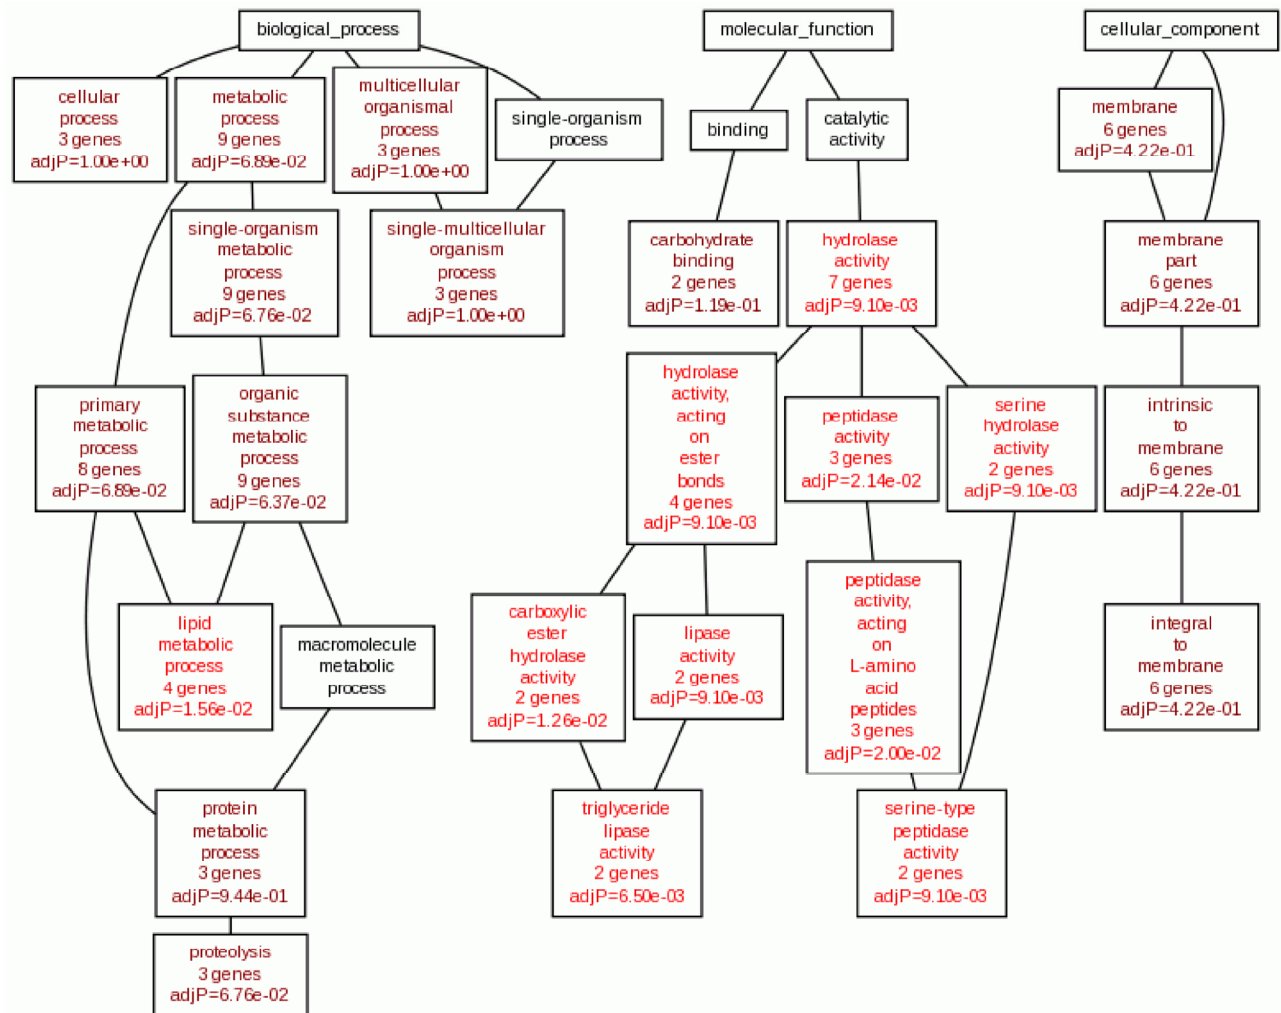 biological_process
molecular_function
cellular_component
cellular
process
3 genes
adjP=1.00e+00
metabolic
process
9 genes
adjP=6.89e-02
multicellular
organismal
process
3 genes
adjP=1.00e+00
single-organism
process
binding
catalytic
activity
membrane
6 genes
adjP=4.22e-01
single-organism
metabolic
process
9 genes
adjP=6.76e-02
single-multicellular
organism
process
3 genes
adjP=1.00e+00
carbohydrate
binding
2 genes
adjP=1.19e-01
hydrolase
activity
7 genes
adjP=9.10e-03
membrane
part
6 genes
adjP=4.22e-01
primary
metabolic
process
8 genes
adjP=6.89e-02
organic
substance
metabolic
process
9 genes
adjP=6.37e-02
hydrolase
activity,
acting
on
ester
bonds
4 genes
adjP=9.10e-03
peptidase
activity
3 genes
adjP=2.14e-02
serine
hydrolase
activity
2 genes
adjP=9.10e-03
intrinsic
to
membrane
6 genes
adjP=4.22e-01
lipid
metabolic
process
4 genes
adjP=1.56e-02
macromolecule
metabolic
process
carboxylic
ester
hydrolase
activity
2 genes
adjP=1.26e-02
lipase
activity
2 genes
adjP=9.10e-03
peptidase
activity,
acting
on
L-amino
acid
peptides
3 genes
adjP=2.00e-02
integral
to
membrane
6 genes
adjP=4.22e-01
protein
metabolic
process
3 genes
adjP=9.44e-01
triglyceride
lipase
activity
2 genes
adjP=6.50e-03
serine-type
peptidase
activity
2 genes
adjP=9.10e-03
proteolysis
3 genes
adjP=6.76e-02